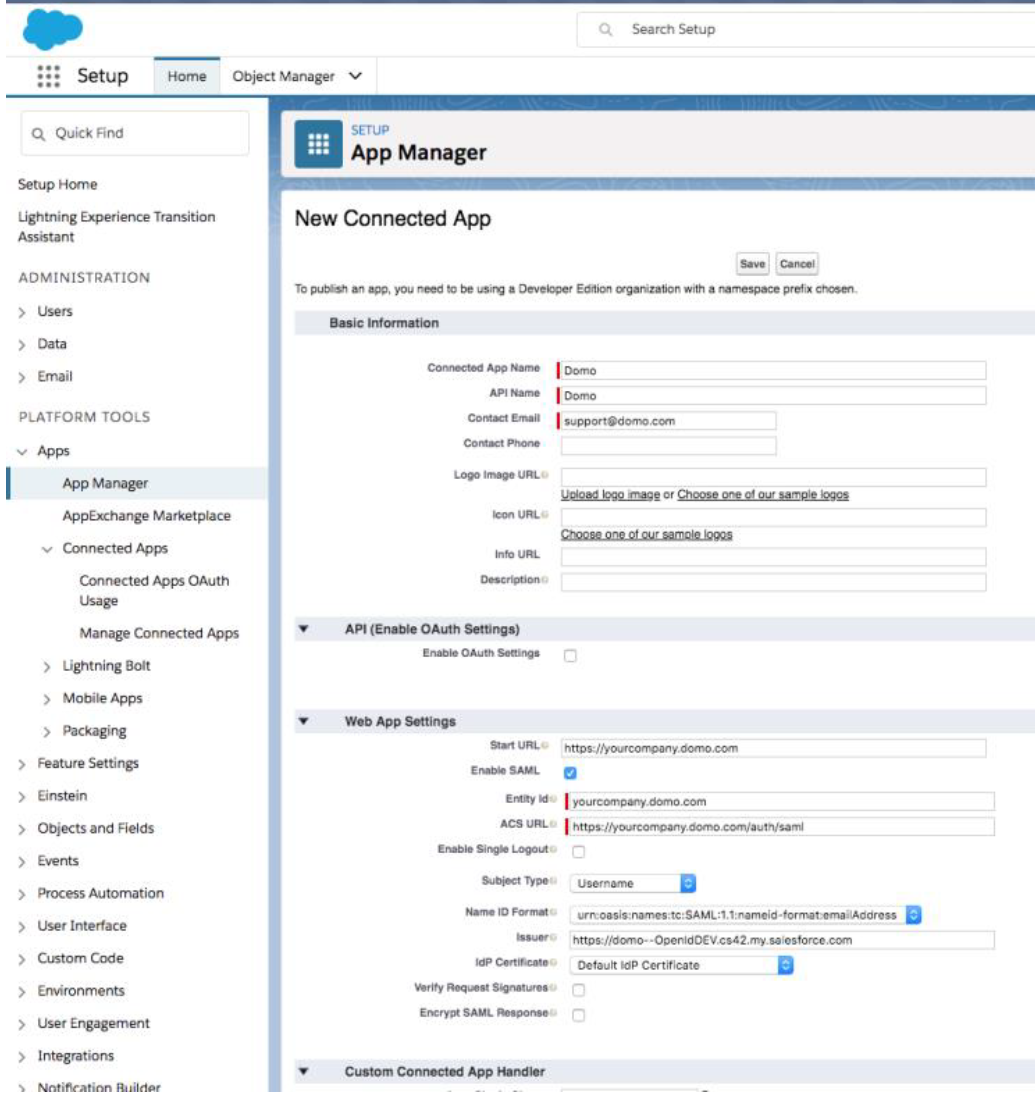 Search Setup
Setup
Home
Object Manager
Quick Find
Setup Home
Lightning Experience Transition
Assistant
ADMINISTRATION
Users
Data
Email
PLATFORM TOOLS
Apps
App Manager
AppExchange Marketplace
Connected Apps
Connected Apps OAuth
Usage
Manage Connected Apps
Lightning Bolt
Mobile Apps
Packaging
Feature Settings
Einstein
Objects and Fields
Events
Process Automation
User Interface
Custom Code
Environments
User Engagement
Integrations
Notification Builder
SETUP
App Manager
New Connected App
Save Cancel
To publish an app, you need to be using a Developer Edition organization with a namespace prefix chosen.
Basic Information
Connected App Name Domo
API Name Domo
Contact Email support@domo.com
Contact Phone
Logo Image URL
Upload logo image or Choose one of our sample logos
Icon URL
Choose one of our sample logos
Info URL
Description
API (Enable OAuth Settings)
Enable OAuth Settings
Web App Settings
Start URL https://yourcompany.domo.com
Enable SAML
Entity Id yourcompany.domo.com
ACS URL https://yourcompany.domo.com/auth/saml
Enable Single Logout
Subject Type Username
Name ID Format urn:oasis:names:tc:SAML:1.1:nameid-format:emailAddress
Issuer https://domo--OpenIdDEV.cs42.my.salesforce.com
IdP Certificate Default IdP Certificate
Verify Request Signatures
Encrypt SAML Response
Custom Connected App Handler